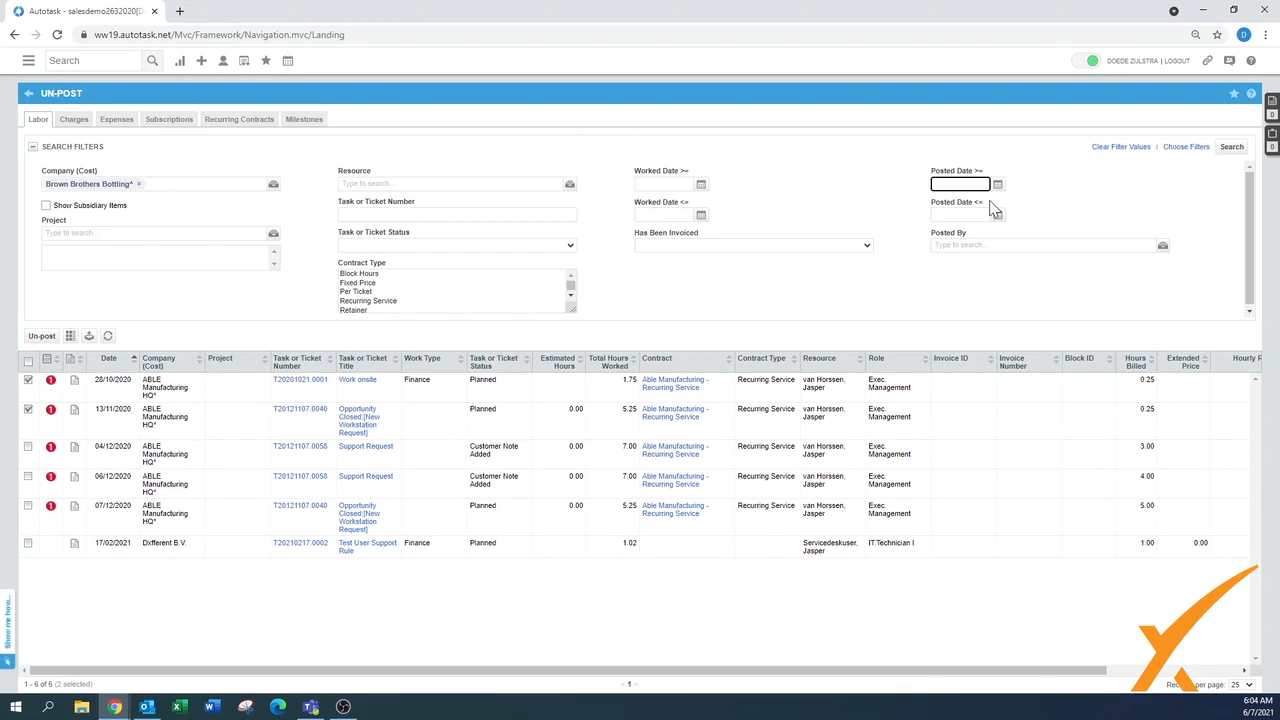 Autotask - salesdemo2632020[D
ww19.autotask.net/Mvc/Framework/Navigation.mvc/Landing
D
Search
DOEDE ZIJLSTRA | LOGOUT
UN-POST
Labor
Charges
Expenses
Subscriptions
Recurring Contracts
Milestones
0
0
SEARCH FILTERS
Clear Filter Values | Choose Filters
Search
Company (Cost)
Brown Brothers Bottling^ ×
Show Subsidiary Items
Project
Type to search...
Resource
Type to search...
Task or Ticket Number
Task or Ticket Status
Contract Type
Block Hours
Fixed Price
Per Ticket
Recurring Service
Retainer
Worked Date >=
Worked Date <=
Has Been Invoiced
Posted Date >=
Posted Date <=
Posted By
Type to search...
Un-post
Date Company (Cost) Project Task or Ticket Number Task or Ticket Title Work Type Task or Ticket Status Estimated Hours Total Hours Worked Contract Contract Type Resource Role Invoice ID Invoice Number Block ID Hours Billed Extended Price Hourly R
28/10/2020 ABLE Manufacturing HQ* T20201021.0001 Work onsite Finance Planned 1.75 Able Manufacturing - Recurring Service Recurring Service van Horssen, Jasper Exec. Management 0.25
13/11/2020 ABLE Manufacturing HQ* T20121107.0040 Opportunity Closed:[New Workstation Request] Planned 0.00 5.25 Able Manufacturing - Recurring Service Recurring Service van Horssen, Jasper Exec. Management 0.25
04/12/2020 ABLE Manufacturing HQ* T20121107.0058 Support Request Customer Note Added 0.00 7.00 Able Manufacturing - Recurring Service Recurring Service van Horssen, Jasper Exec. Management 3.00
06/12/2020 ABLE Manufacturing HQ* T20121107.0058 Support Request Customer Note Added 0.00 7.00 Able Manufacturing - Recurring Service Recurring Service van Horssen, Jasper Exec. Management 4.00
07/12/2020 ABLE Manufacturing HQ* T20121107.0040 Opportunity Closed:[New Workstation Request] Planned 0.00 5.25 Able Manufacturing - Recurring Service Recurring Service van Horssen, Jasper Exec. Management 5.00
17/02/2021 Dxfferent B.V. T20210217.0002 Test User Support Rule Finance Planned 1.02 Servicedeskuser, Jasper IT:Technician I 1.00 0.00
Show me how...
1 - 6 of 6 (2 selected)
1
per page: 25
6:04 AM
6/7/2021